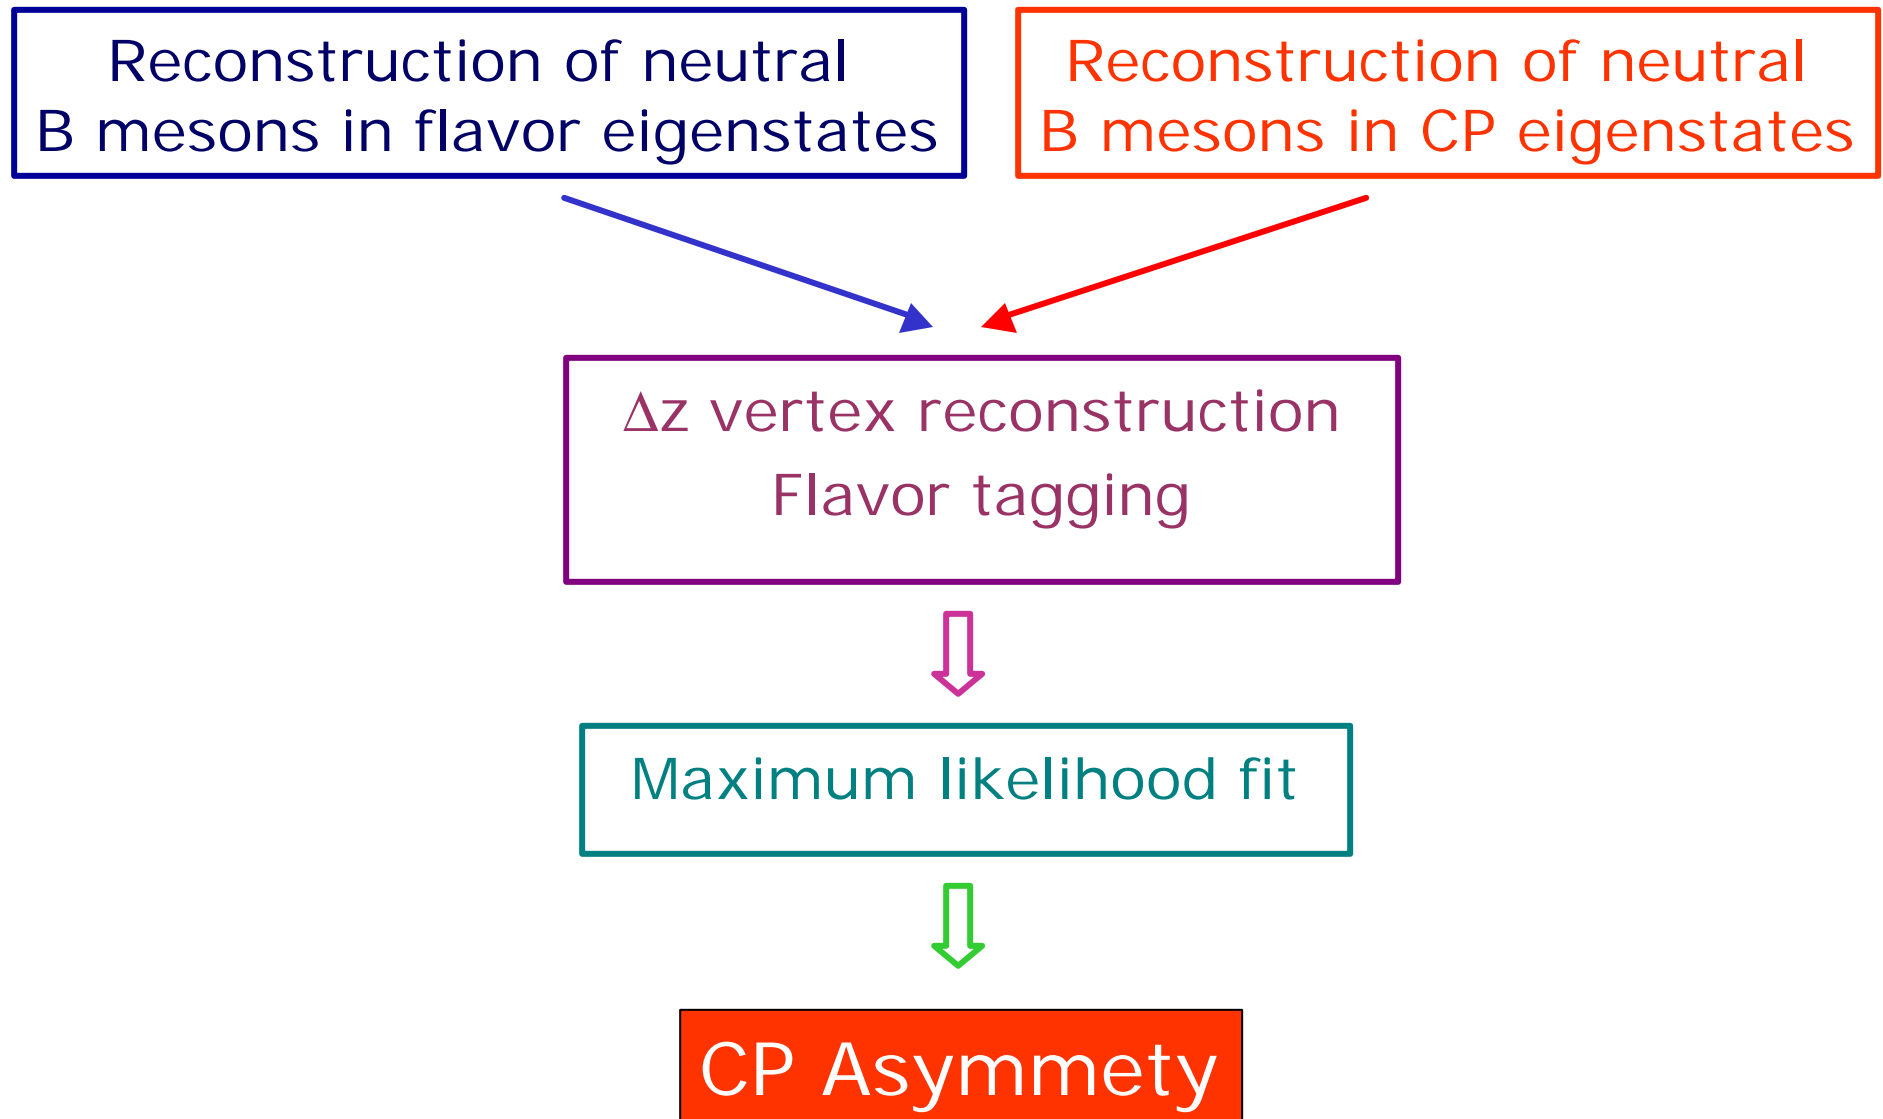 Reconstruction of neutral
B mesons in flavor eigenstates
Reconstruction of neutral
B mesons in CP eigenstates
Δz vertex reconstruction
Flavor tagging
Maximum likelihood fit
CP Asymmety